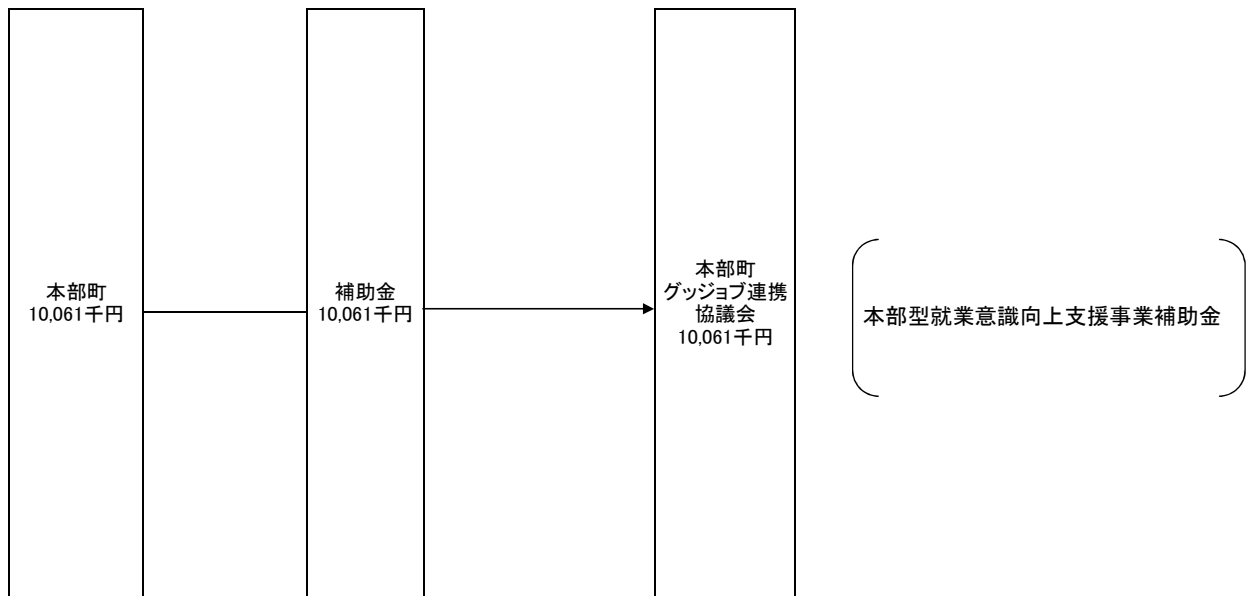 本部町
10,061千円
補助金
10,061千円
本部町
グッジョブ連携
協議会
10,061千円
本部型就業意識向上支援事業補助金